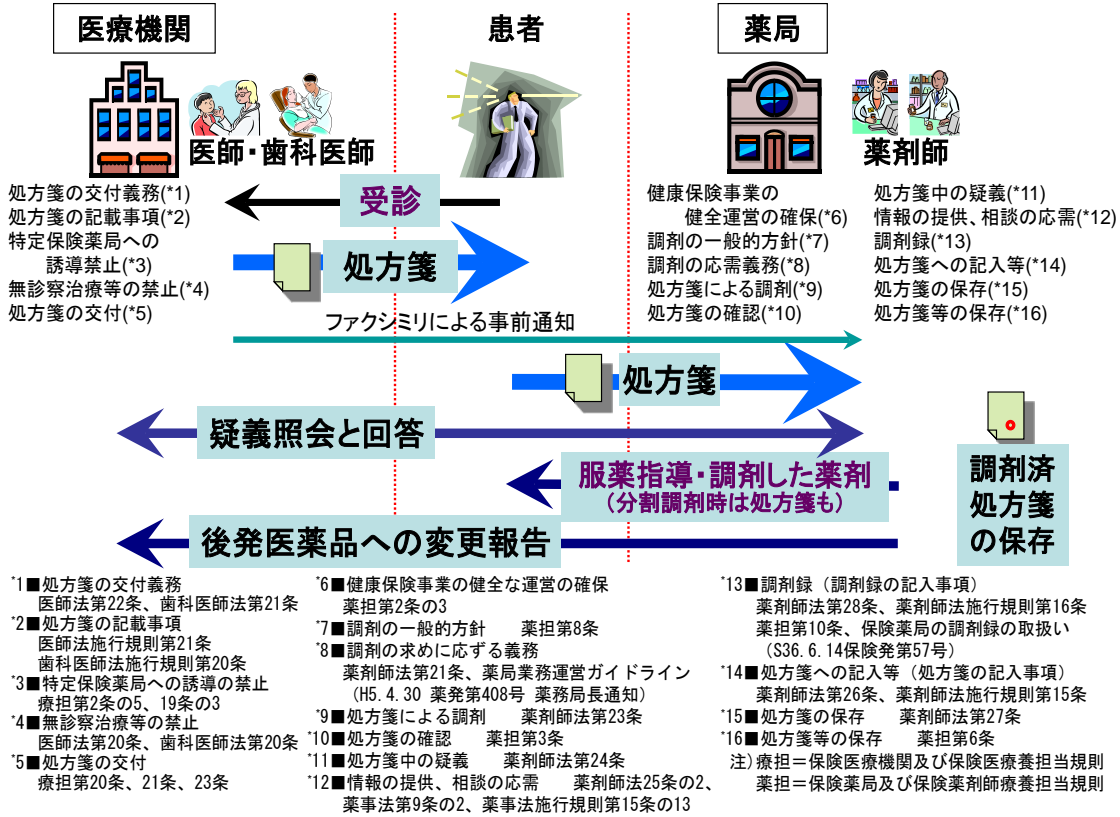 医療機関
患者
薬局
医師・歯科医師
薬剤師
処方箋の交付義務(*1)
処方箋の記載事項(*2)
特定保険薬局への
誘導禁止(*3)
無診察治療等の禁止(*4)
処方箋の交付(*5)
受診
処方箋
健康保険事業の
健全運営の確保(*6)
調剤の一般的方針(*7)
調剤の応需義務(*8)
処方箋による調剤(*9)
処方箋の確認(*10)
処方箋中の疑義(*11)
情報の提供、相談の応需(*12)
調剤録(*13)
処方箋への記入等(*14)
処方箋の保存(*15)
処方箋等の保存(*16)
ファクシミリによる事前通知
処方箋
疑義照会と回答
服薬指導・調剤した薬剤
（分割調剤時は処方箋も）
後発医薬品への変更報告
調剤済
処方箋
の保存
*1■処方箋の交付義務
医師法第22条、歯科医師法第21条
*2■処方箋の記載事項
医師法施行規則第21条
歯科医師法施行規則第20条
*3■特定保険薬局への誘導の禁止
療担第2条の5、19条の3
*4■無診察治療等の禁止
医師法第20条、歯科医師法第20条
*5■処方箋の交付
療担第20条、21条、23条
*6■健康保険事業の健全な運営の確保
薬担第2条の3
*7■調剤の一般的方針　薬担第8条
*8■調剤の求めに応ずる義務
薬剤師法第21条、薬局業務運営ガイドライン
（H5.4.30 薬発第408号 薬務局長通知）
*9■処方箋による調剤　薬剤師法第23条
*10■処方箋の確認　薬担第3条
*11■処方箋中の疑義　薬剤師法第24条
*12■情報の提供、相談の応需　薬剤師法25条の2、
薬事法第9条の2、薬事法施行規則第15条の13
*13■調剤録（調剤録の記入事項）
薬剤師法第28条、薬剤師法施行規則第16条
薬担第10条、保険薬局の調剤録の取扱い
（S36.6.14保険発第57号）
*14■処方箋への記入等（処方箋の記入事項）
薬剤師法第26条、薬剤師法施行規則第15条
*15■処方箋の保存　薬剤師法第27条
*16■処方箋等の保存　薬担第6条
注）療担＝保険医療機関及び保険医療養担当規則
薬担＝保険薬局及び保険薬剤師療養担当規則